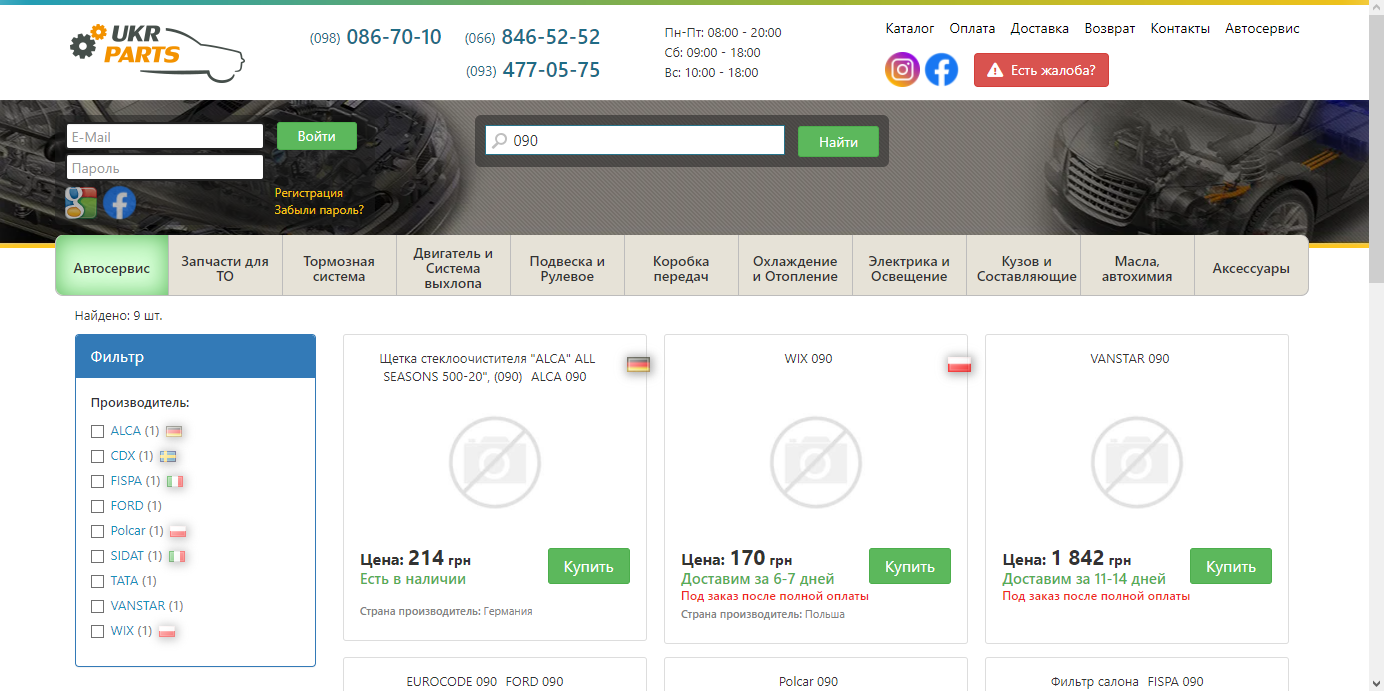 UKR
PARTS
(098) 086-70-10
(066) 846-52-52
(093) 477-05-75
Пн-Пт: 08:00 - 20:00
Сб: 09:00 - 18:00
Вс: 10:00 - 18:00
Каталог Оплата Доставка Возврат Контакты Автосервис
Есть жалоба?
E-Mail
Войти
Пароль
Регистрация
Забыли пароль?
090
Найти
Автосервис
Запчасти для
ТО
Тормозная
система
Двигатель и
Система
выхлопа
Подвеска и
Рулевое
Коробка
передач
Охлаждение
и Отопление
Электрика и
Освещение
Кузов и
Составляющие
Масла,
автохимия
Аксессуары
Найдено: 9 шт.
Фильтр
Производитель:
ALCA (1)
CDX (1)
FISPA (1)
FORD (1)
Polcar (1)
SIDAT (1)
TATA (1)
VANSTAR (1)
WIX (1)
Щетка стеклоочистителя "ALCA" ALL
SEASONS 500-20", (090) ALCA 090
Цена: 214 грн
Есть в наличии
Купить
Страна производитель: Германия
WIX 090
Цена: 170 грн
Доставим за 6-7 дней
Под заказ после полной оплаты
Купить
Страна производитель: Польша
VANSTAR 090
Цена: 1 842 грн
Доставим за 11-14 дней
Под заказ после полной оплаты
Купить
EUROCODE 090 FORD 090
Polcar 090
Фильтр салона FISPA 090